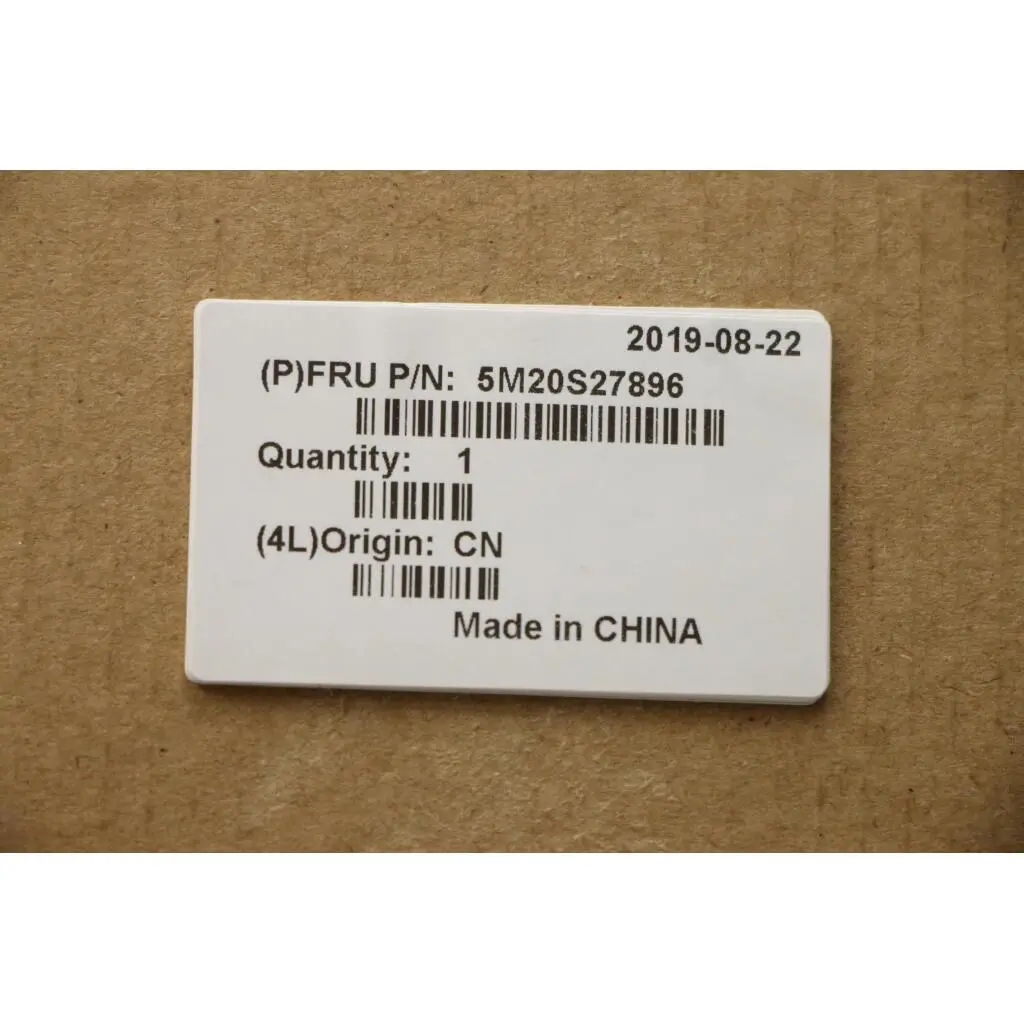 2019-08-22
(P)FRU P/N: 5M20S27896
Quantity: 1
(4L)Origin: CN
Made in CHINA